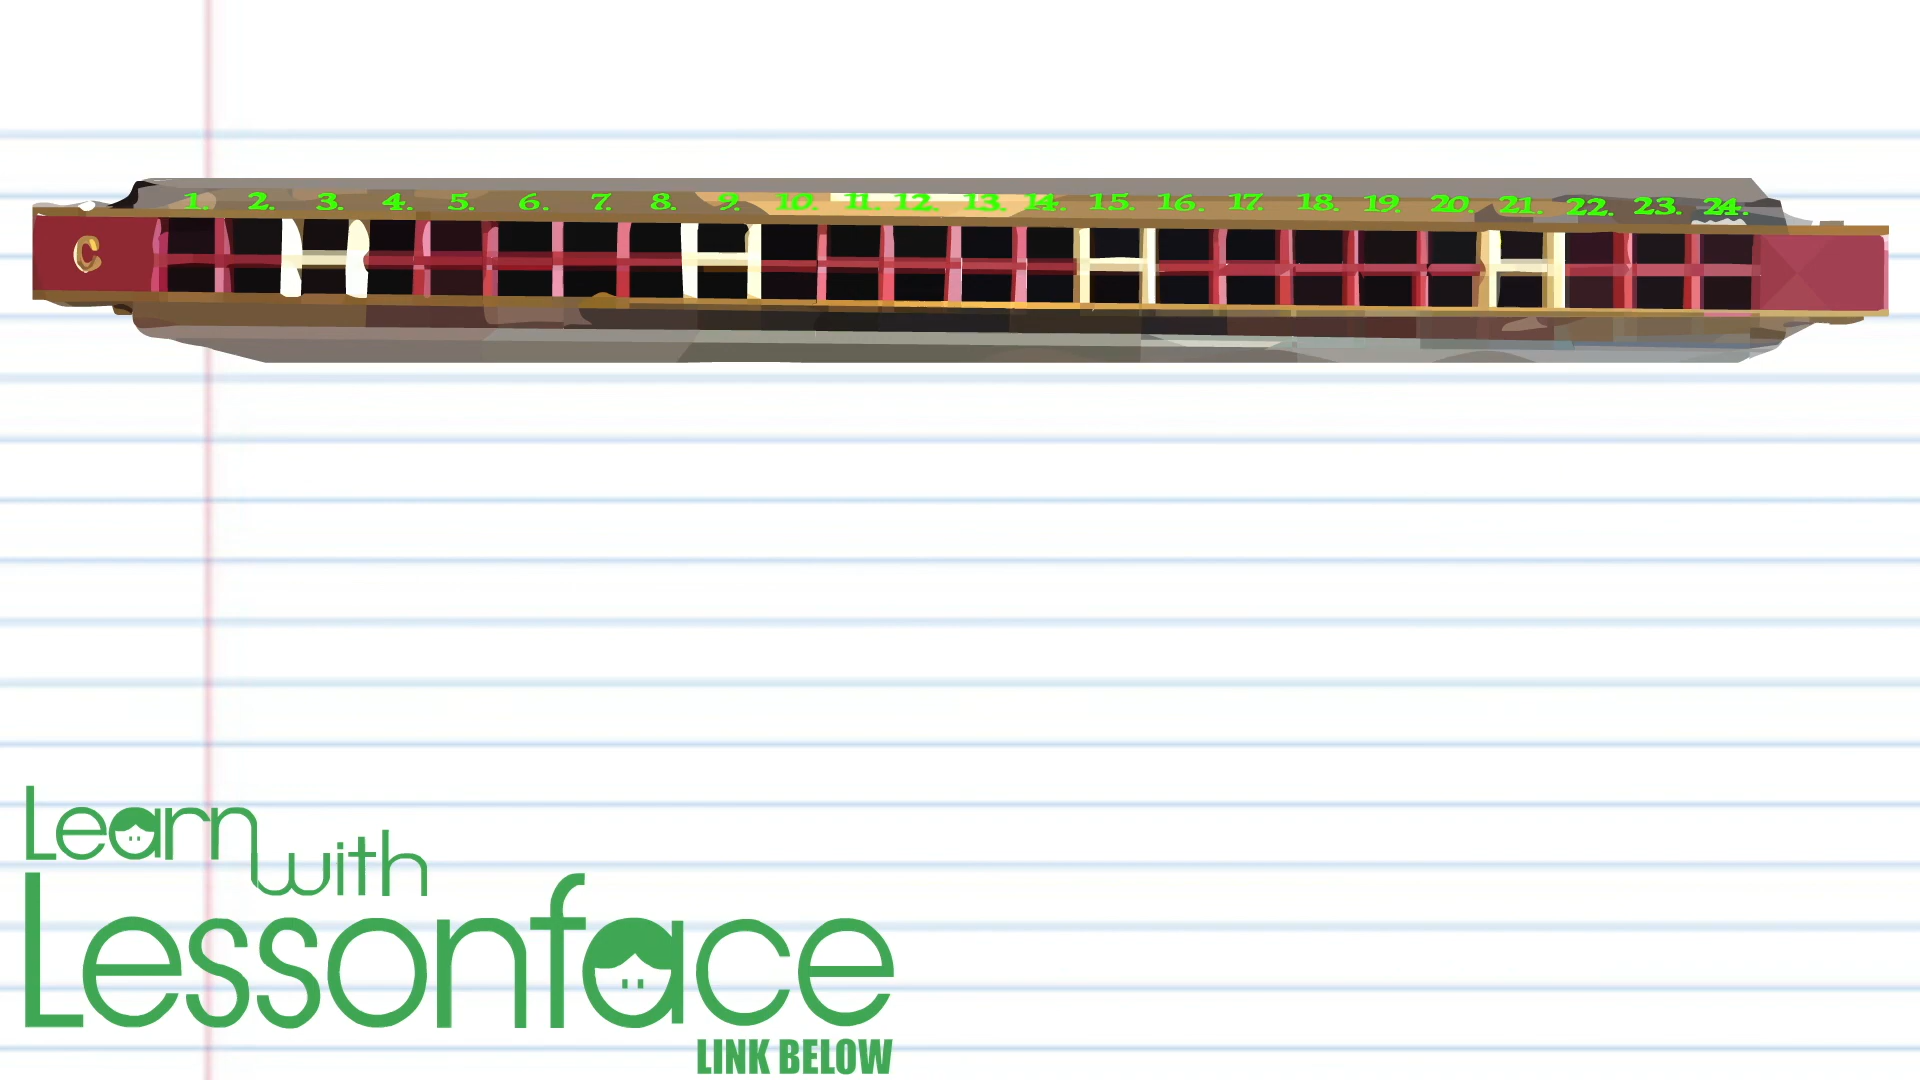 1. 2. 3. 4. 5. 6. 7. 8. 9. 10. 11. 12. 13. 14. 15. 16. 17. 18. 19. 20. 21. 22. 23. 24.
C
Learn with
Lessonface
LINK BELOW